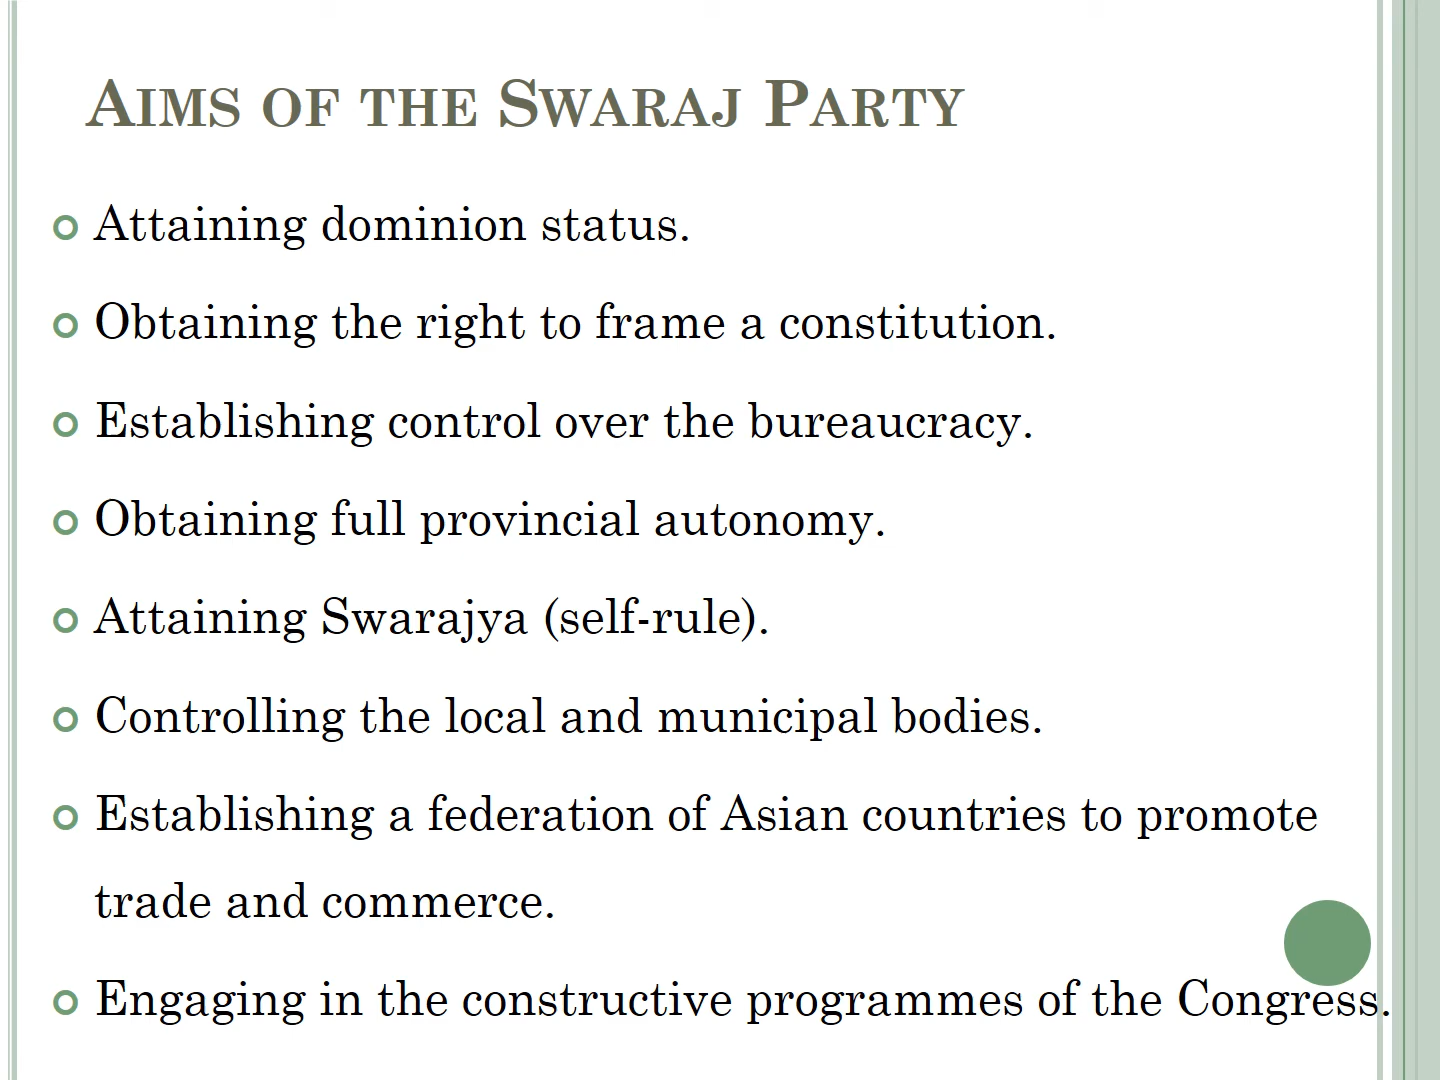 AIMS OF THE SWARAJ PARTY
Attaining dominion status.
Obtaining the right to frame a constitution.
Establishing control over the bureaucracy.
Obtaining full provincial autonomy.
Attaining Swarajya (self-rule).
Controlling the local and municipal bodies.
Establishing a federation of Asian countries to promote
trade and commerce.
Engaging in the constructive programmes of the Congress.